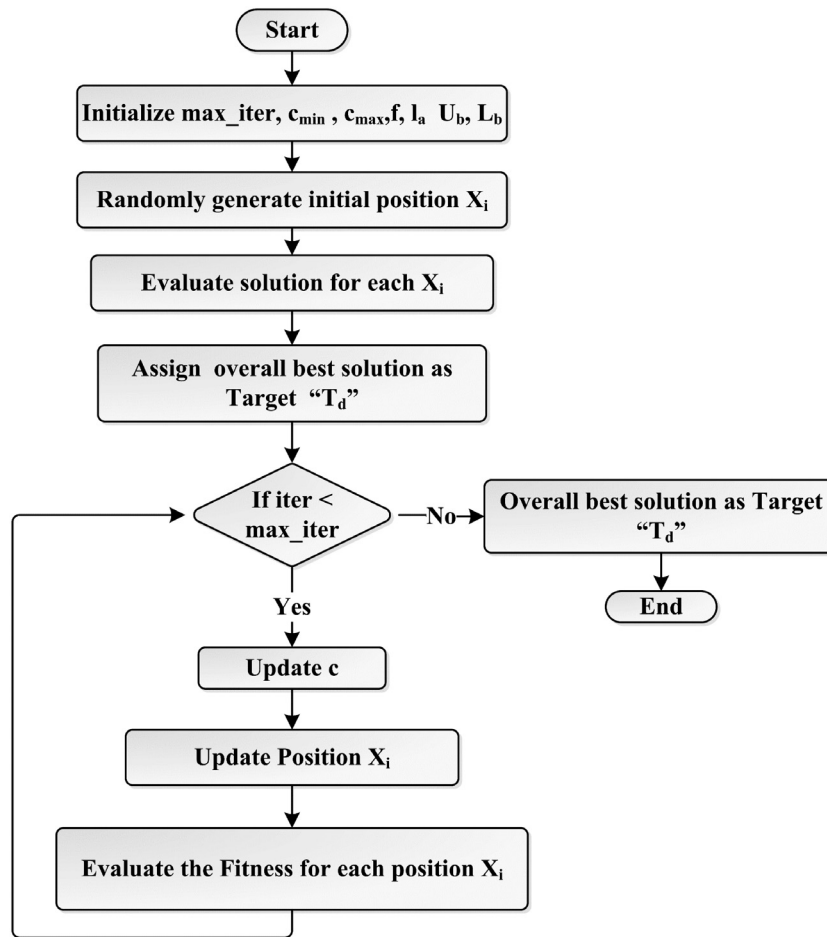 Start
Initialize max_iter, cmin , cmax,f, la Ub, Lb
Randomly generate initial position Xi
Evaluate solution for each Xi
Assign overall best solution as
Target “Td”
If iter <
max_iter
No
Overall best solution as Target
“Td”
End
Yes
Update c
Update Position Xi
Evaluate the Fitness for each position Xi